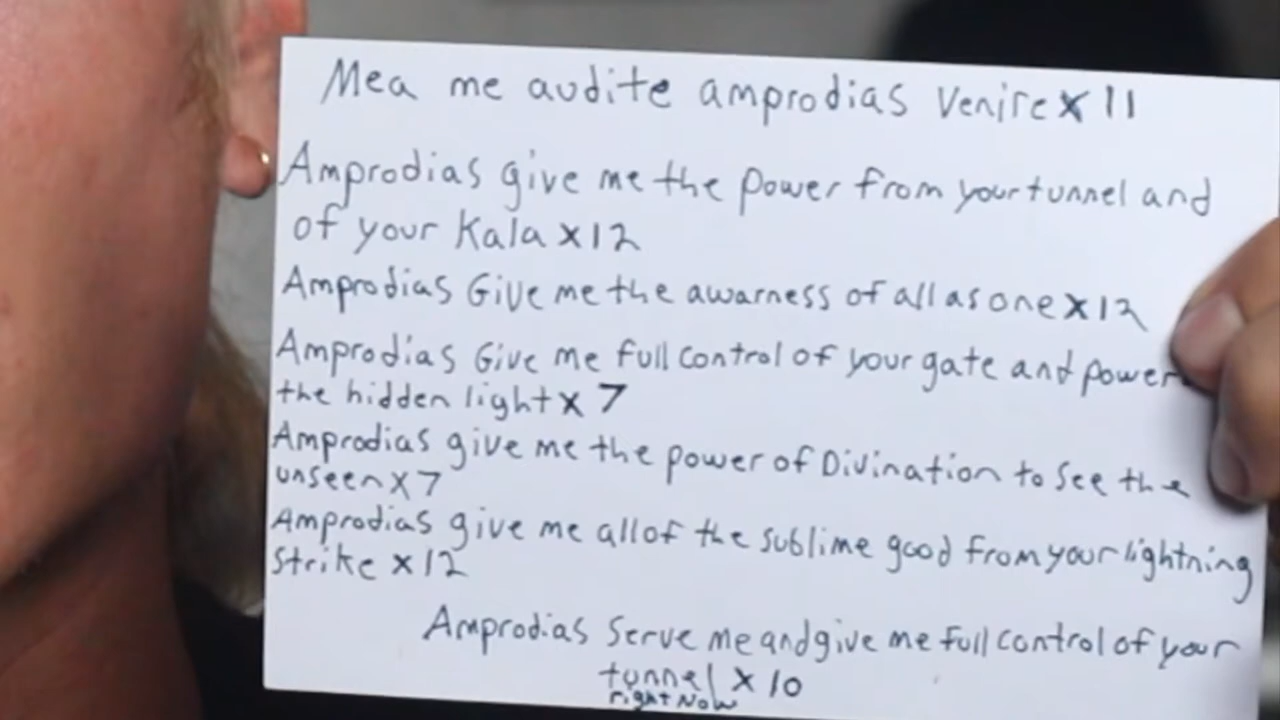 Mea me audite amprodias Venire x 11
Amprodias give me the power from your tunnel and
of your Kala x12
Amprodias Give me the awarness of all as one x12
Amprodias Give me full control of your gate and power
the hidden light x 7
Amprodias give me the power of Divination to See the
unseen x 7
Amprodias give me all of the sublime good from your lightning
Strike x 12
Amprodias Serve me and give me full control of your
tunnel x 10
right Now